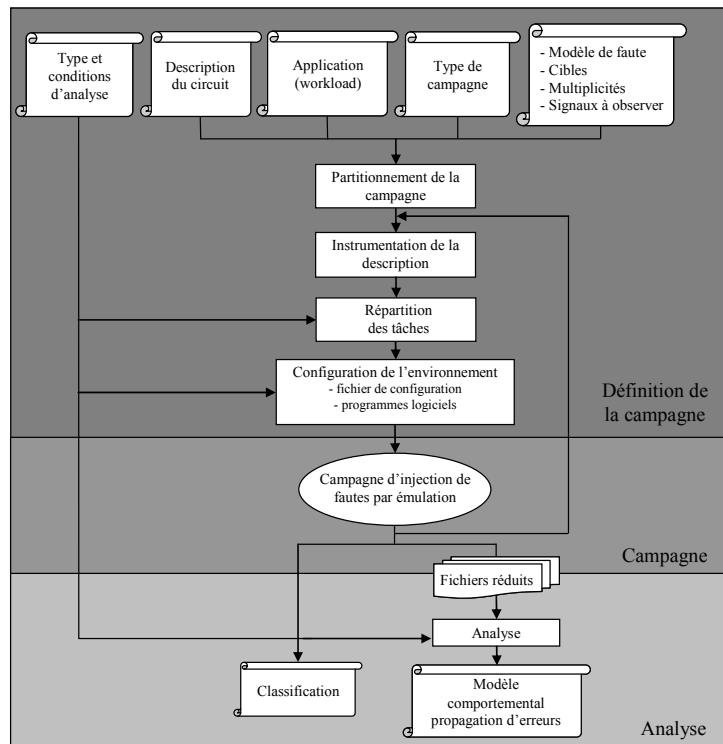 Type et
conditions
d'analyse
Description
du circuit
Application
(workload)
Type de
campagne
- Modèle de faute
- Cibles
- Multiplicités
- Signaux à observer
Partitionnement de la
campagne
Instrumentation de la
description
Répartition
des tâches
Configuration de l'environnement
- fichier de configuration
- programmes logiciels
Définition de
la campagne
Campagne d'injection de
fautes par émulation
Campagne
Fichiers réduits
Analyse
Classification
Modèle
comportemental
propagation d'erreurs
Analyse